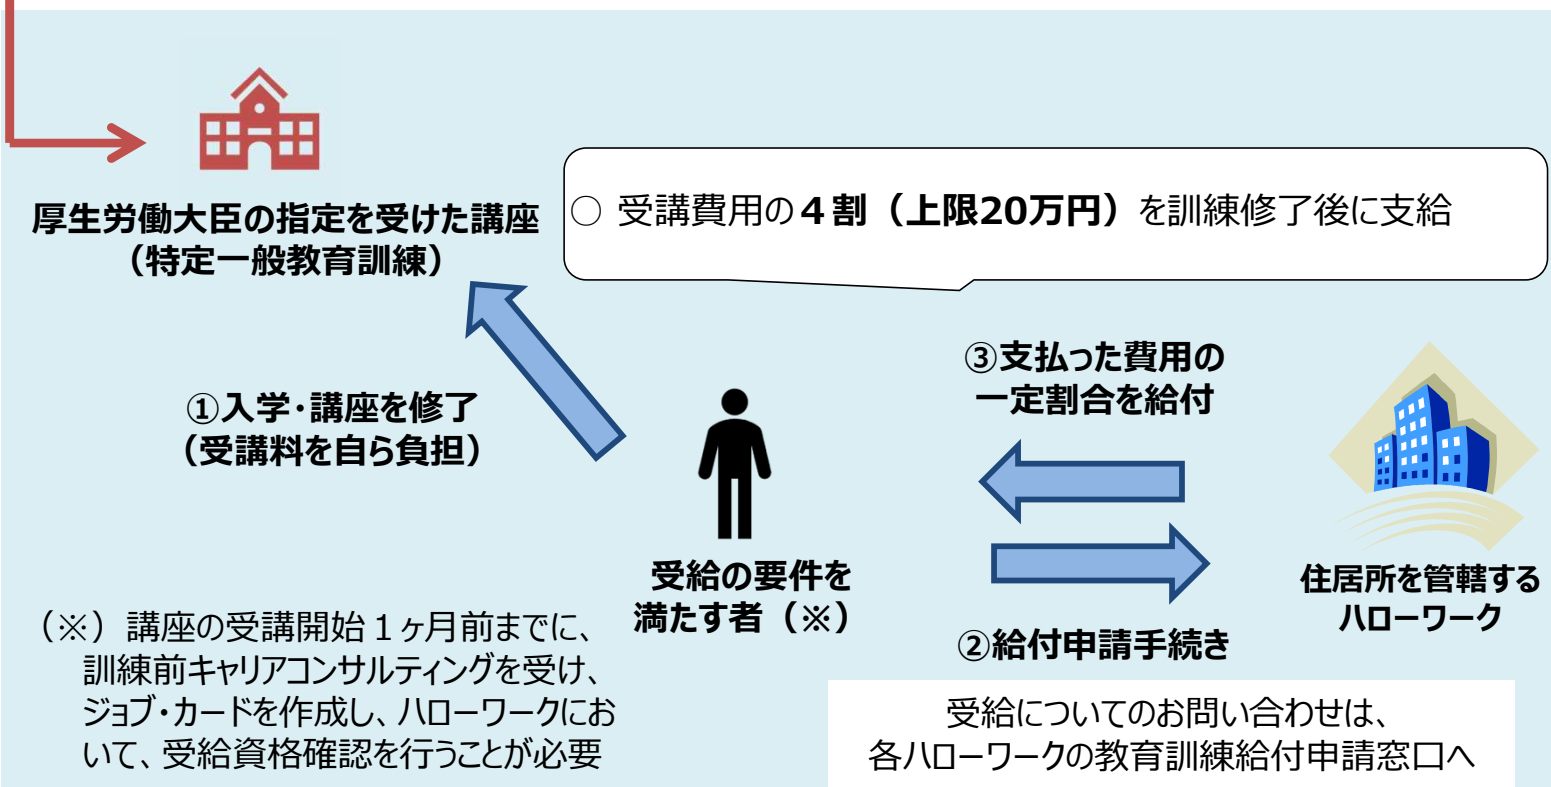 厚生労働大臣の指定を受けた講座
（特定一般教育訓練）
○ 受講費用の４割（上限20万円）を訓練修了後に支給
①入学・講座を修了
（受講料を自ら負担）
③支払った費用の
一定割合を給付
受給の要件を
満たす者（※）
②給付申請手続き
住居所を管轄する
ハローワーク
（※）講座の受講開始１ヶ月前までに、
訓練前キャリアコンサルティングを受け、
ジョブ・カードを作成し、ハローワークにお
いて、受給資格確認を行うことが必要
受給についてのお問い合わせは、
各ハローワークの教育訓練給付申請窓口へ